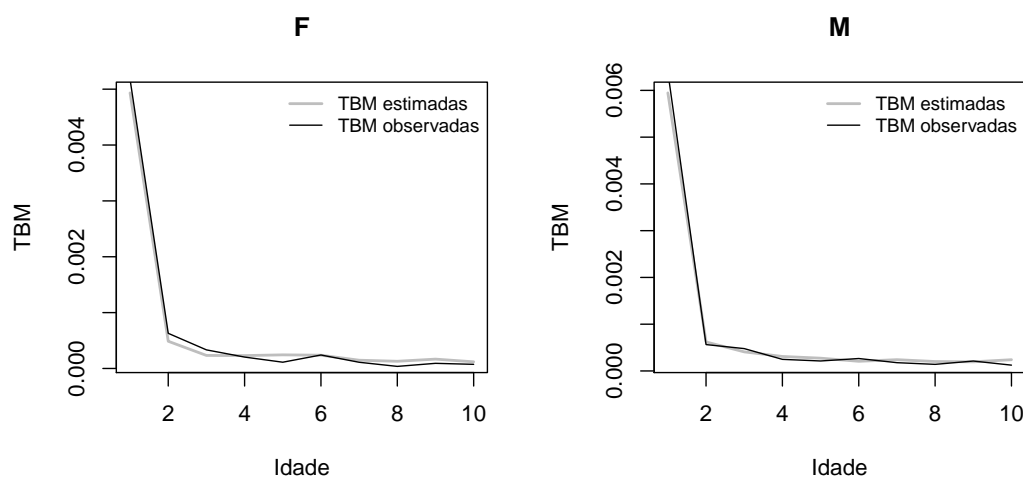 F
TBM estimadas
TBM observadas
TBM
0.004
0.002
0.000
2 4 6 8 10
Idade
M
TBM estimadas
TBM observadas
TBM
0.006
0.004
0.002
0.000
2 4 6 8 10
Idade